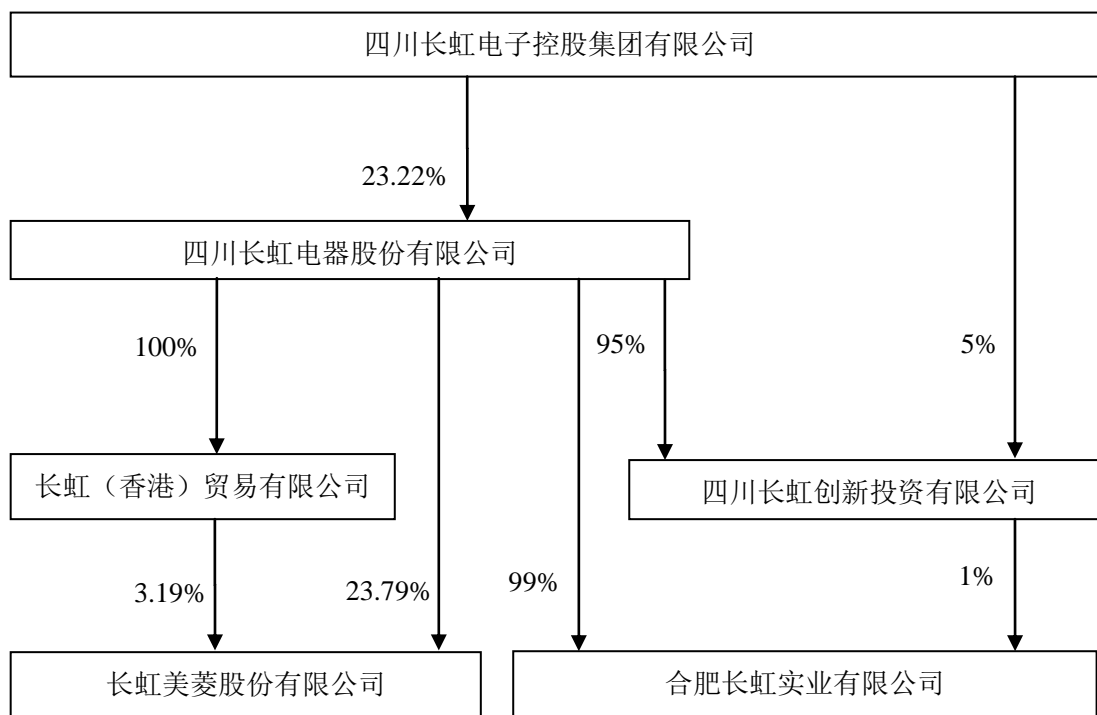 四川长虹电子控股集团有限公司
23.22%
四川长虹电器股份有限公司
100%
95%
5%
长虹（香港）贸易有限公司
四川长虹创新投资有限公司
3.19%
23.79%
99%
1%
长虹美菱股份有限公司
合肥长虹实业有限公司